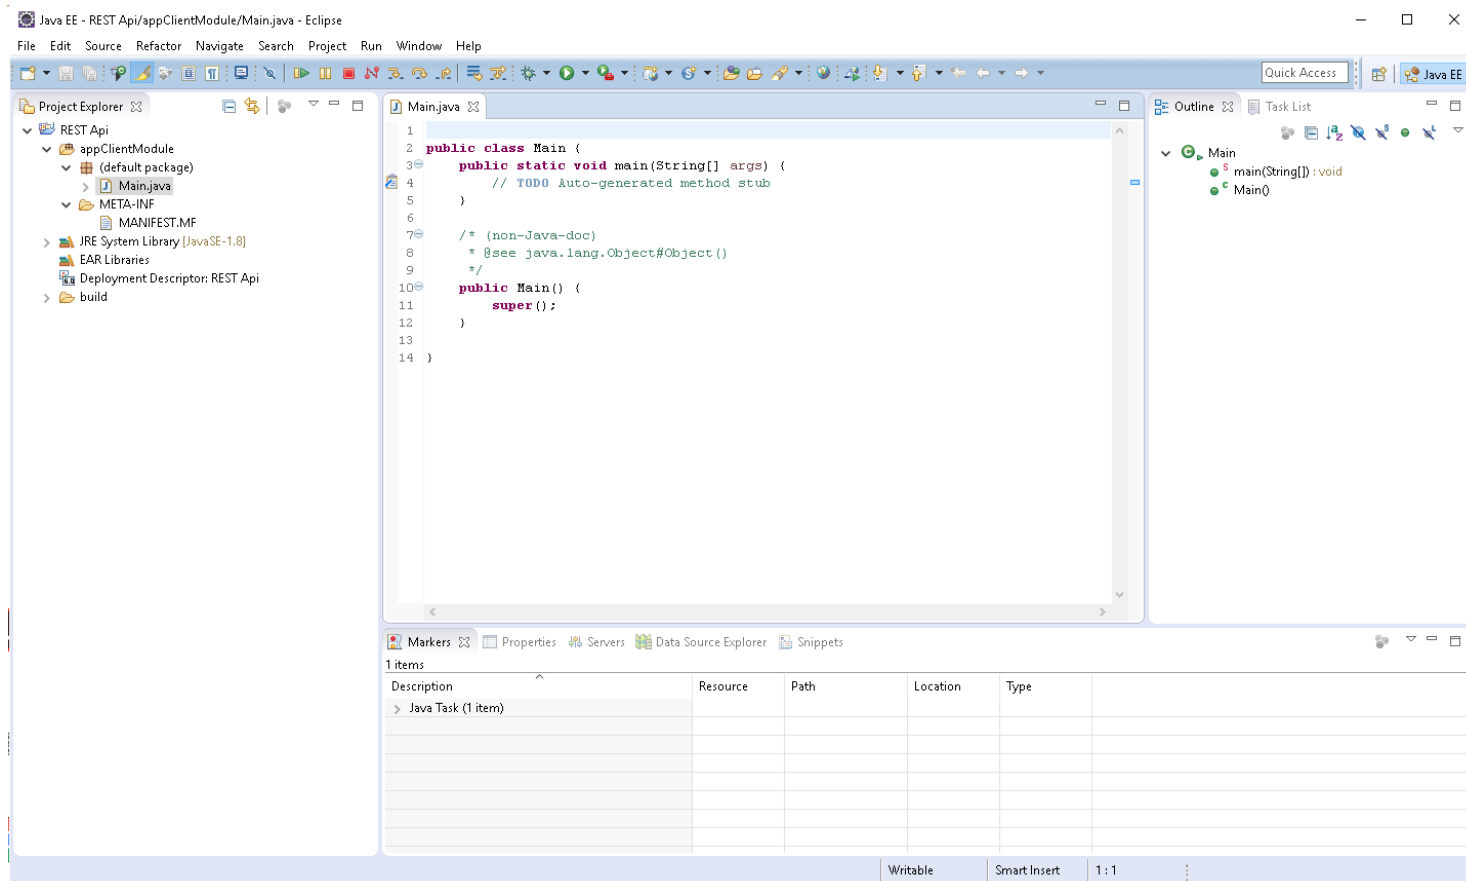 Java EE - REST Api/appClientModule/Main.java - Eclipse
File Edit Source Refactor Navigate Search Project Run Window Help
Quick Access Java EE
Project Explorer
REST Api
appClientModule
(default package)
Main.java
META-INF
MANIFEST.MF
JRE System Library [JavaSE-1.8]
EAR Libraries
Deployment Descriptor: REST Api
build
Main.java
1
2 public class Main {
3 public static void main(String[] args) {
4 // TODO Auto-generated method stub
5 }
6
7 /* (non-Java-doc)
8 * @see java.lang.Object#Object()
9 */
10 public Main() {
11 super();
12 }
13
14 }
Outline Task List
Main
main(String[]) : void
Main()
Markers Properties Servers Data Source Explorer Snippets
1 items
Description Resource Path Location Type
Java Task (1 item)
Writable Smart Insert 1 : 1